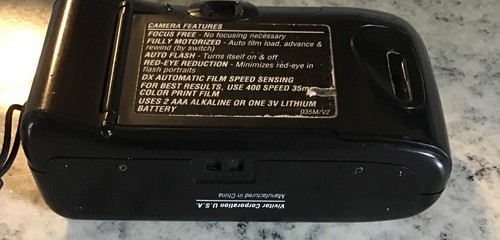 CAMERA FEATURES
FOCUS FREE - No focusing necessary
FULLY MOTORIZED - Auto film load, advance &
rewind (by switch)
AUTO FLASH - Turns itself on & off
RED-EYE REDUCTION - Minimizes red-eye in
flash portraits
DX AUTOMATIC FILM SPEED SENSING
FOR BEST RESULTS, USE 400 SPEED 35m
COLOR PRINT FILM
USES 2 AAA ALKALINE OR ONE 3V LITHIUM
BATTERY
035M/V2
Vivitar Corporation U.S.A.
Manufactured in China